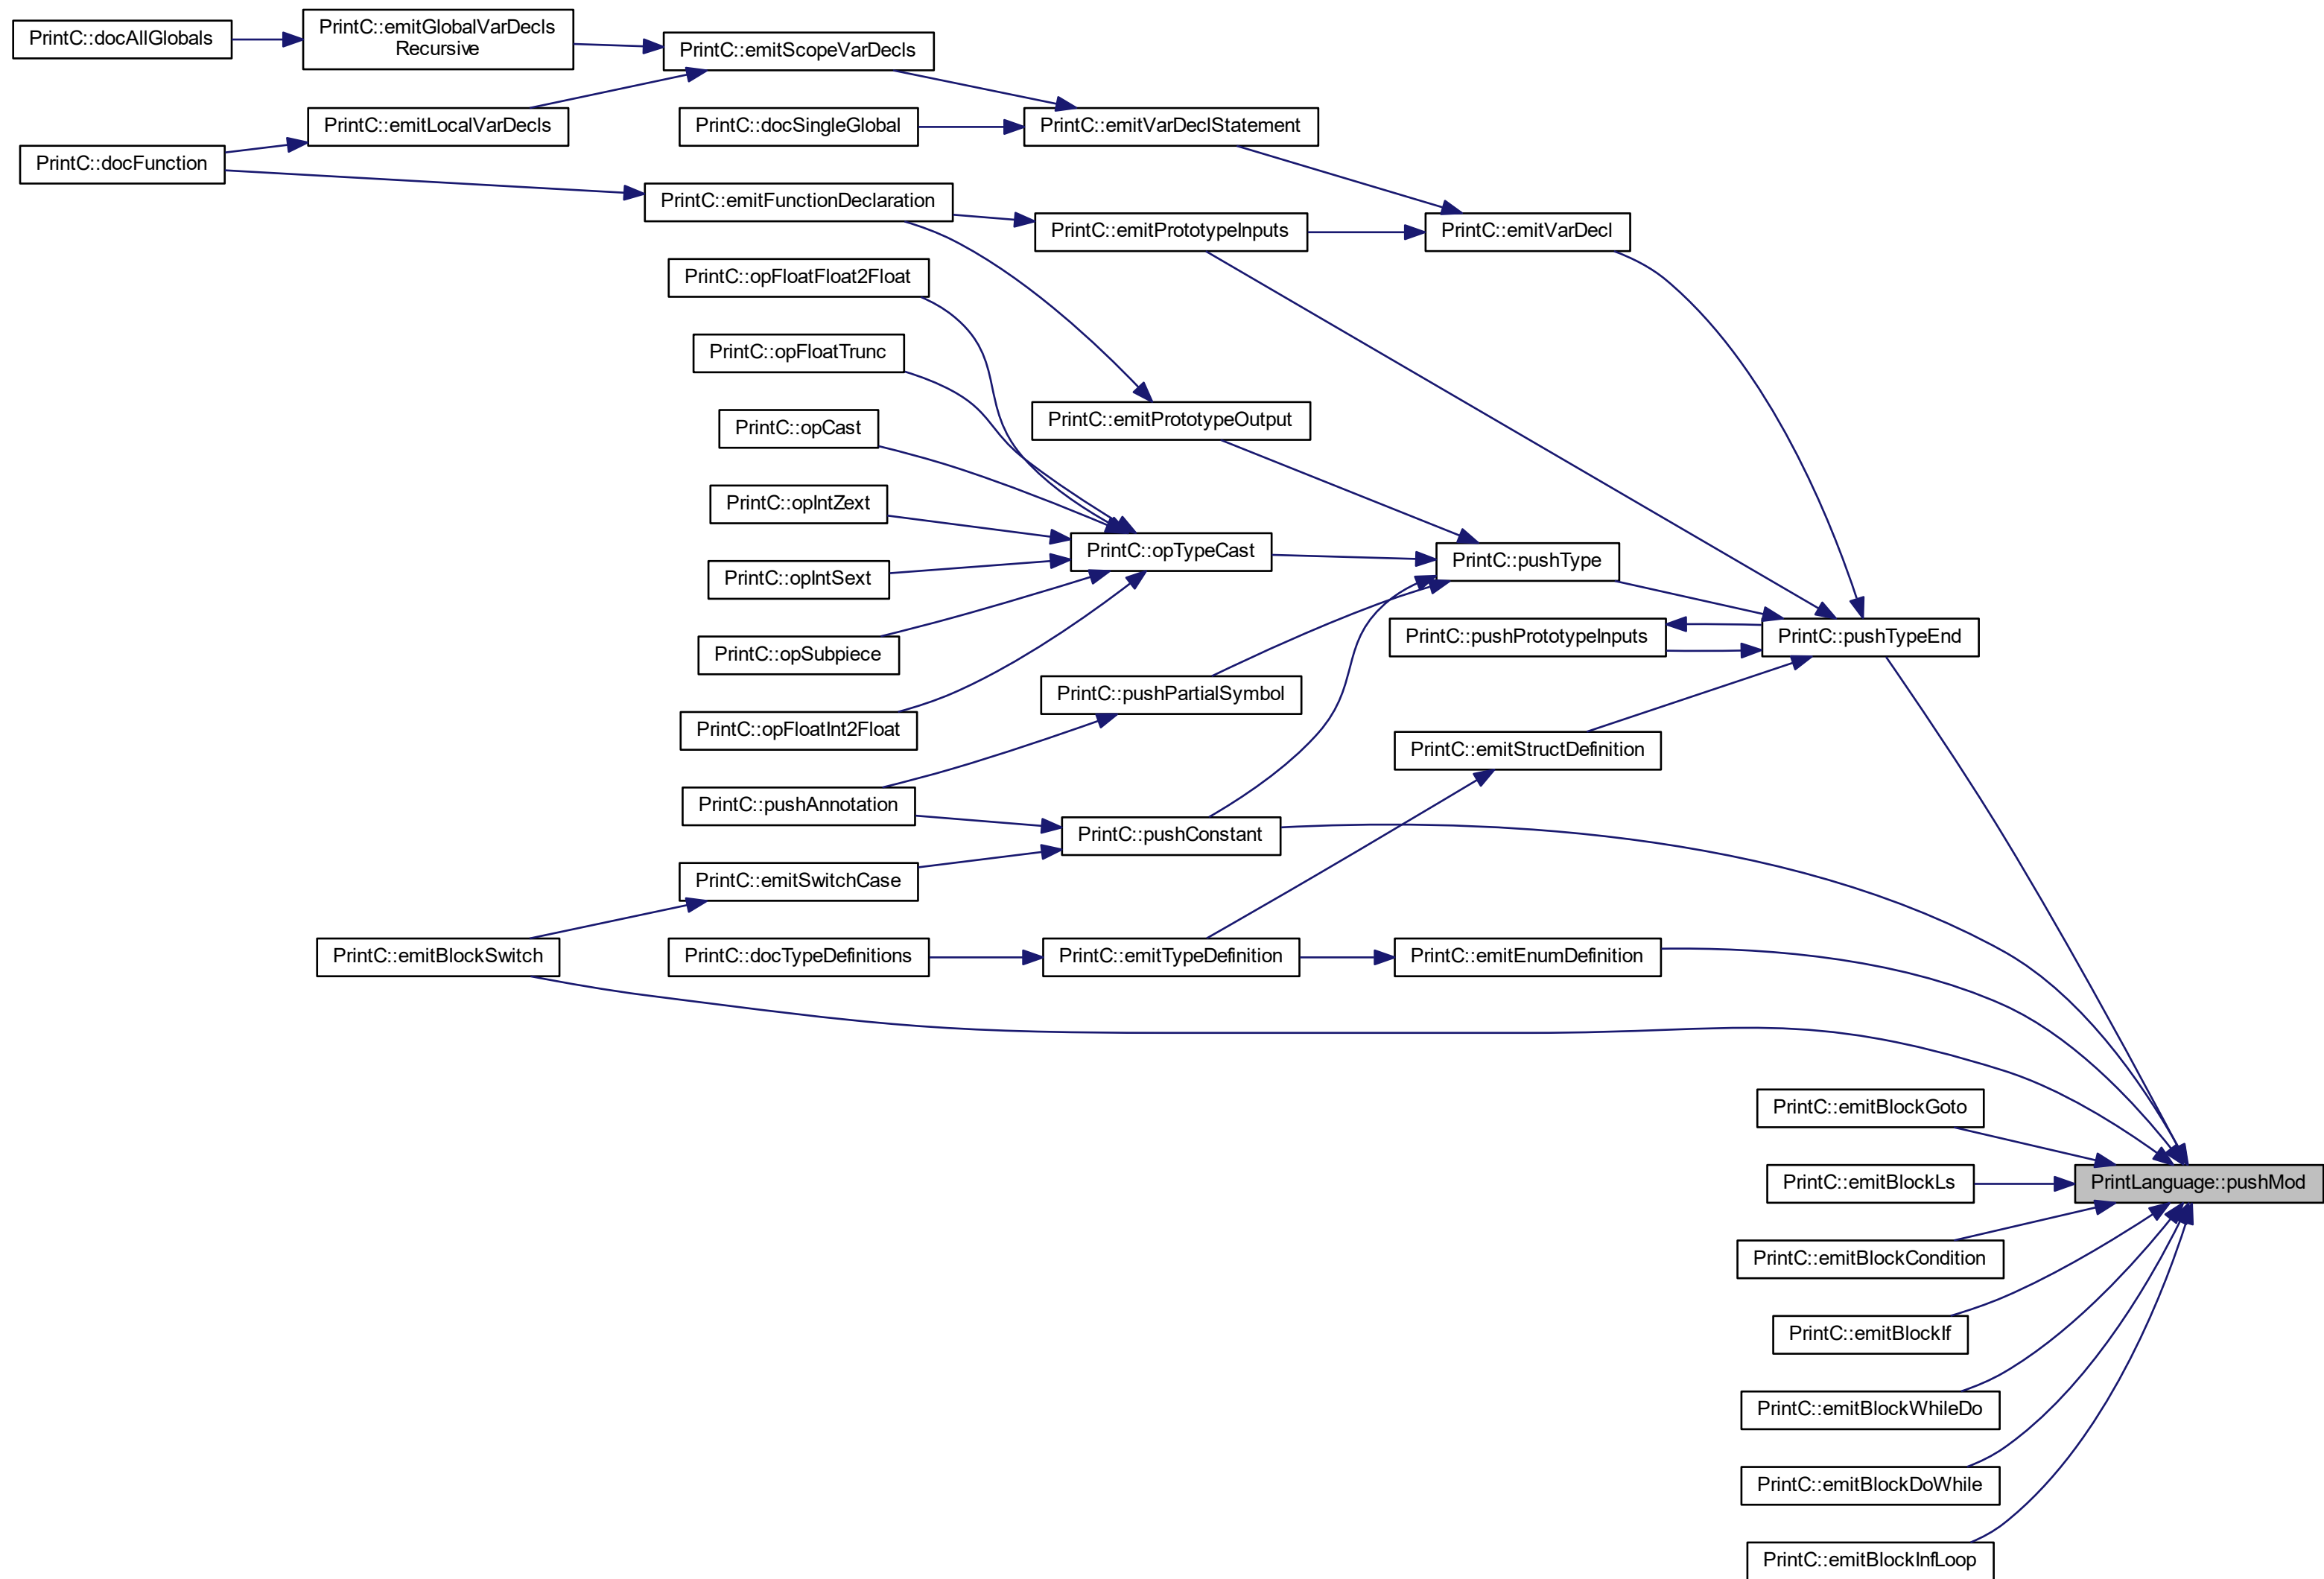 PrintC::docAllGlobals
PrintC::emitGlobalVarDecls
Recursive
PrintC::emitScopeVarDecls
PrintC::emitLocalVarDecls
PrintC::docSingleGlobal
PrintC::emitVarDeclStatement
PrintC::docFunction
PrintC::emitFunctionDeclaration
PrintC::emitPrototypeInputs
PrintC::emitVarDecl
PrintC::opFloatFloat2Float
PrintC::opFloatTrunc
PrintC::opCast
PrintC::emitPrototypeOutput
PrintC::opIntZext
PrintC::opTypeCast
PrintC::pushType
PrintC::opIntSext
PrintC::pushPrototypeInputs
PrintC::pushTypeEnd
PrintC::opSubpiece
PrintC::pushPartialSymbol
PrintC::opFloatInt2Float
PrintC::emitStructDefinition
PrintC::pushAnnotation
PrintC::pushConstant
PrintC::emitSwitchCase
PrintC::emitBlockSwitch
PrintC::docTypeDefinitions
PrintC::emitTypeDefinition
PrintC::emitEnumDefinition
PrintC::emitBlockGoto
PrintC::emitBlockLs
PrintLanguage::pushMod
PrintC::emitBlockCondition
PrintC::emitBlockIf
PrintC::emitBlockWhileDo
PrintC::emitBlockDoWhile
PrintC::emitBlockInfLoop